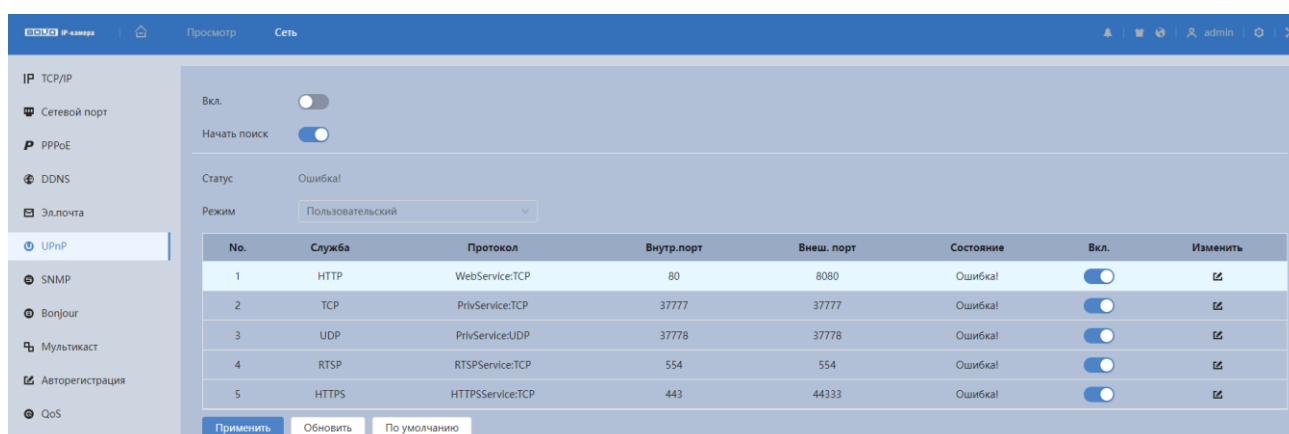 BOLID IP-камера Просмотр Сеть admin
IP TCP/IP
Сетевой порт
PPPoE
DDNS
Эл.почта
UPnP
SNMP
Bonjour
Мультикаст
Авторегистрация
QoS
Вкл.
Начать поиск
Статус Ошибка!
Режим Пользовательский
No. Служба Протокол Внутр.порт Внеш. порт Состояние Вкл. Изменить
1 HTTP WebService:TCP 80 8080 Ошибка!
2 TCP PrivService:TCP 37777 37777 Ошибка!
3 UDP PrivService:UDP 37778 37778 Ошибка!
4 RTSP RTSPService:TCP 554 554 Ошибка!
5 HTTPS HTTPSService:TCP 443 44333 Ошибка!
Применить Обновить По умолчанию